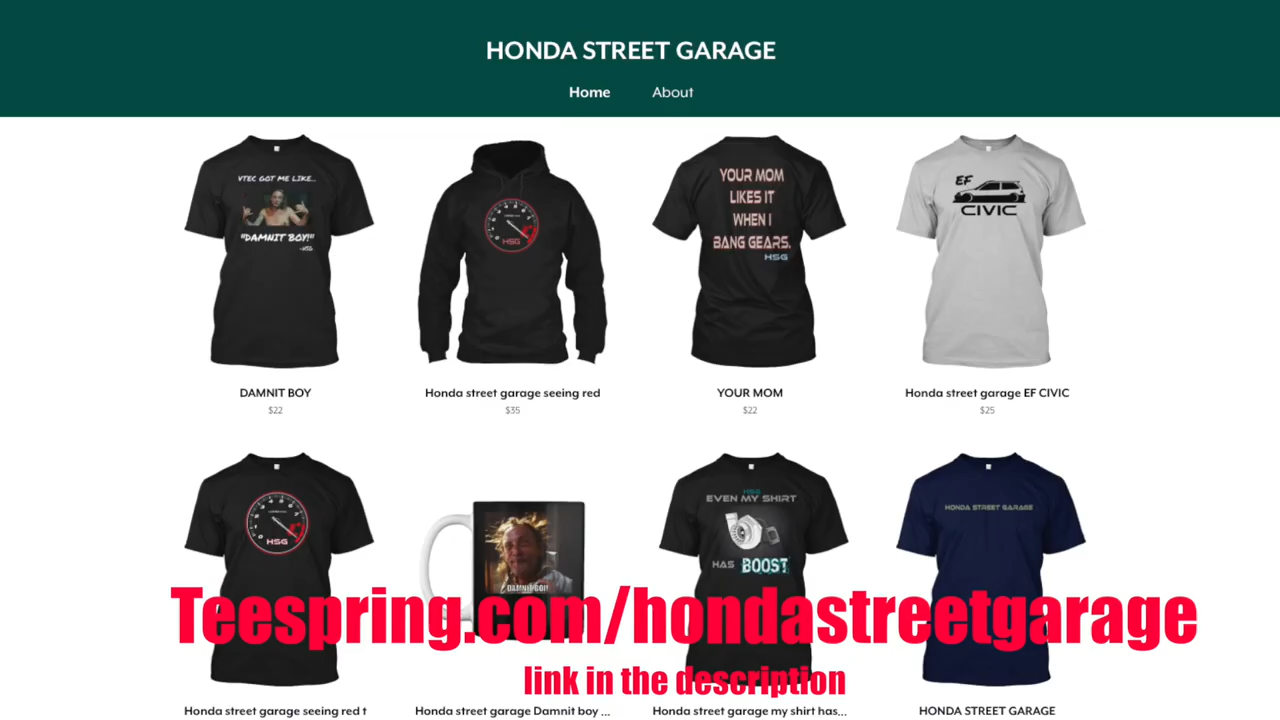 HONDA STREET GARAGE
Home About
VTEC GOT ME LIKE...
"DAMNIT BOY!"
-HSG
HSG
YOUR MOM
LIKES IT
WHEN I
BANG GEARS.
HSG
EF
CIVIC
DAMNIT BOY
$22
Honda street garage seeing red
$35
YOUR MOM
$22
Honda street garage EF CIVIC
$25
HSG
DAMNIT BOY!
HSG
EVEN MY SHIRT
HAS BOOST
HONDA STREET GARAGE
Teespring.com/hondastreetgarage
link in the description
Honda street garage seeing red t
Honda street garage Damnit boy ...
Honda street garage my shirt has...
HONDA STREET GARAGE